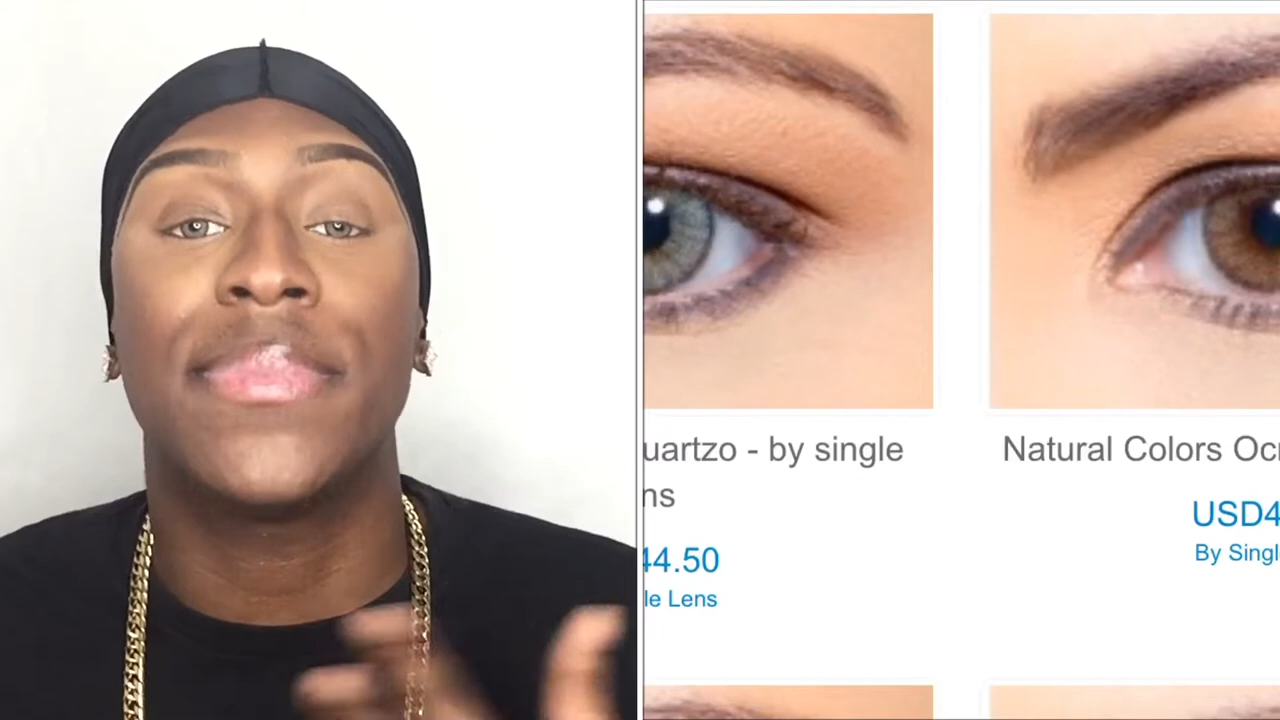 uartzo - by single
ns
44.50
le Lens
Natural Colors Oc
USD4
By Singl